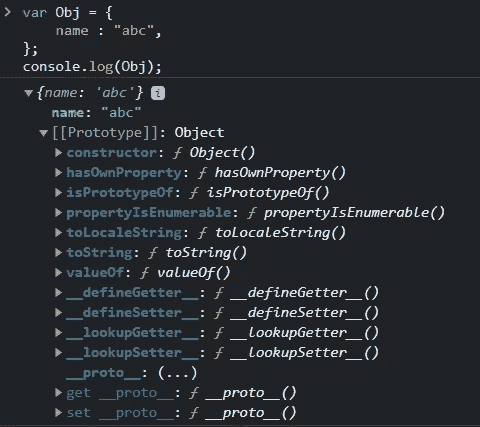 var Obj = {
name : "abc",
};
console.log(Obj);
{name: 'abc'} i
name: "abc"
[[Prototype]]: Object
constructor: ƒ Object()
hasOwnProperty: ƒ hasOwnProperty()
isPrototypeOf: ƒ isPrototypeOf()
propertyIsEnumerable: ƒ propertyIsEnumerable()
toLocaleString: ƒ toLocaleString()
toString: ƒ toString()
valueOf: ƒ valueOf()
__defineGetter__: ƒ __defineGetter__()
__defineSetter__: ƒ __defineSetter__()
__lookupGetter__: ƒ __lookupGetter__()
__lookupSetter__: ƒ __lookupSetter__()
__proto__: (...)
get __proto__: ƒ __proto__()
set __proto__: ƒ __proto__()